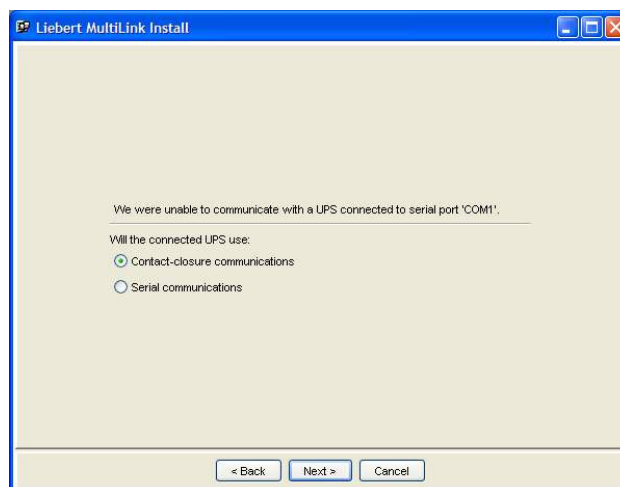 Liebert MultiLink Install
We were unable to communicate with a UPS connected to serial port 'COM1'.
Will the connected UPS use:
Contact-closure communications
Serial communications
< Back Next > Cancel